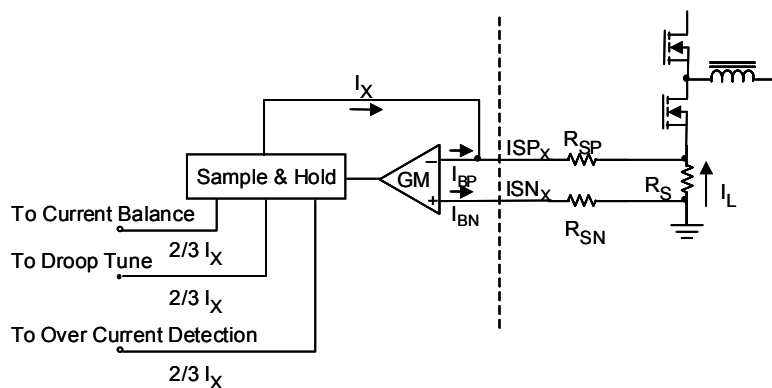 I_X
ISP_X
R_SP
Sample & Hold
GM
I_BP
ISN_X
R_S
I_L
I_BN
R_SN
To Current Balance
2/3 I_X
To Droop Tune
2/3 I_X
To Over Current Detection
2/3 I_X